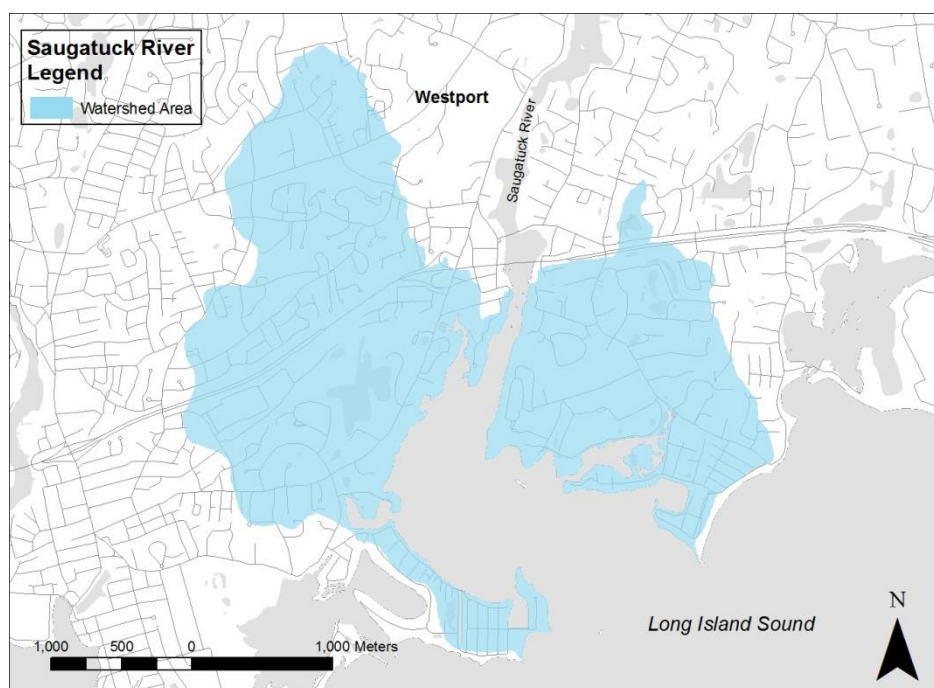 Saugatuck River
Legend
Watershed Area
Westport
Saugatuck River
Long Island Sound
N
1,000 500 0 1,000 Meters